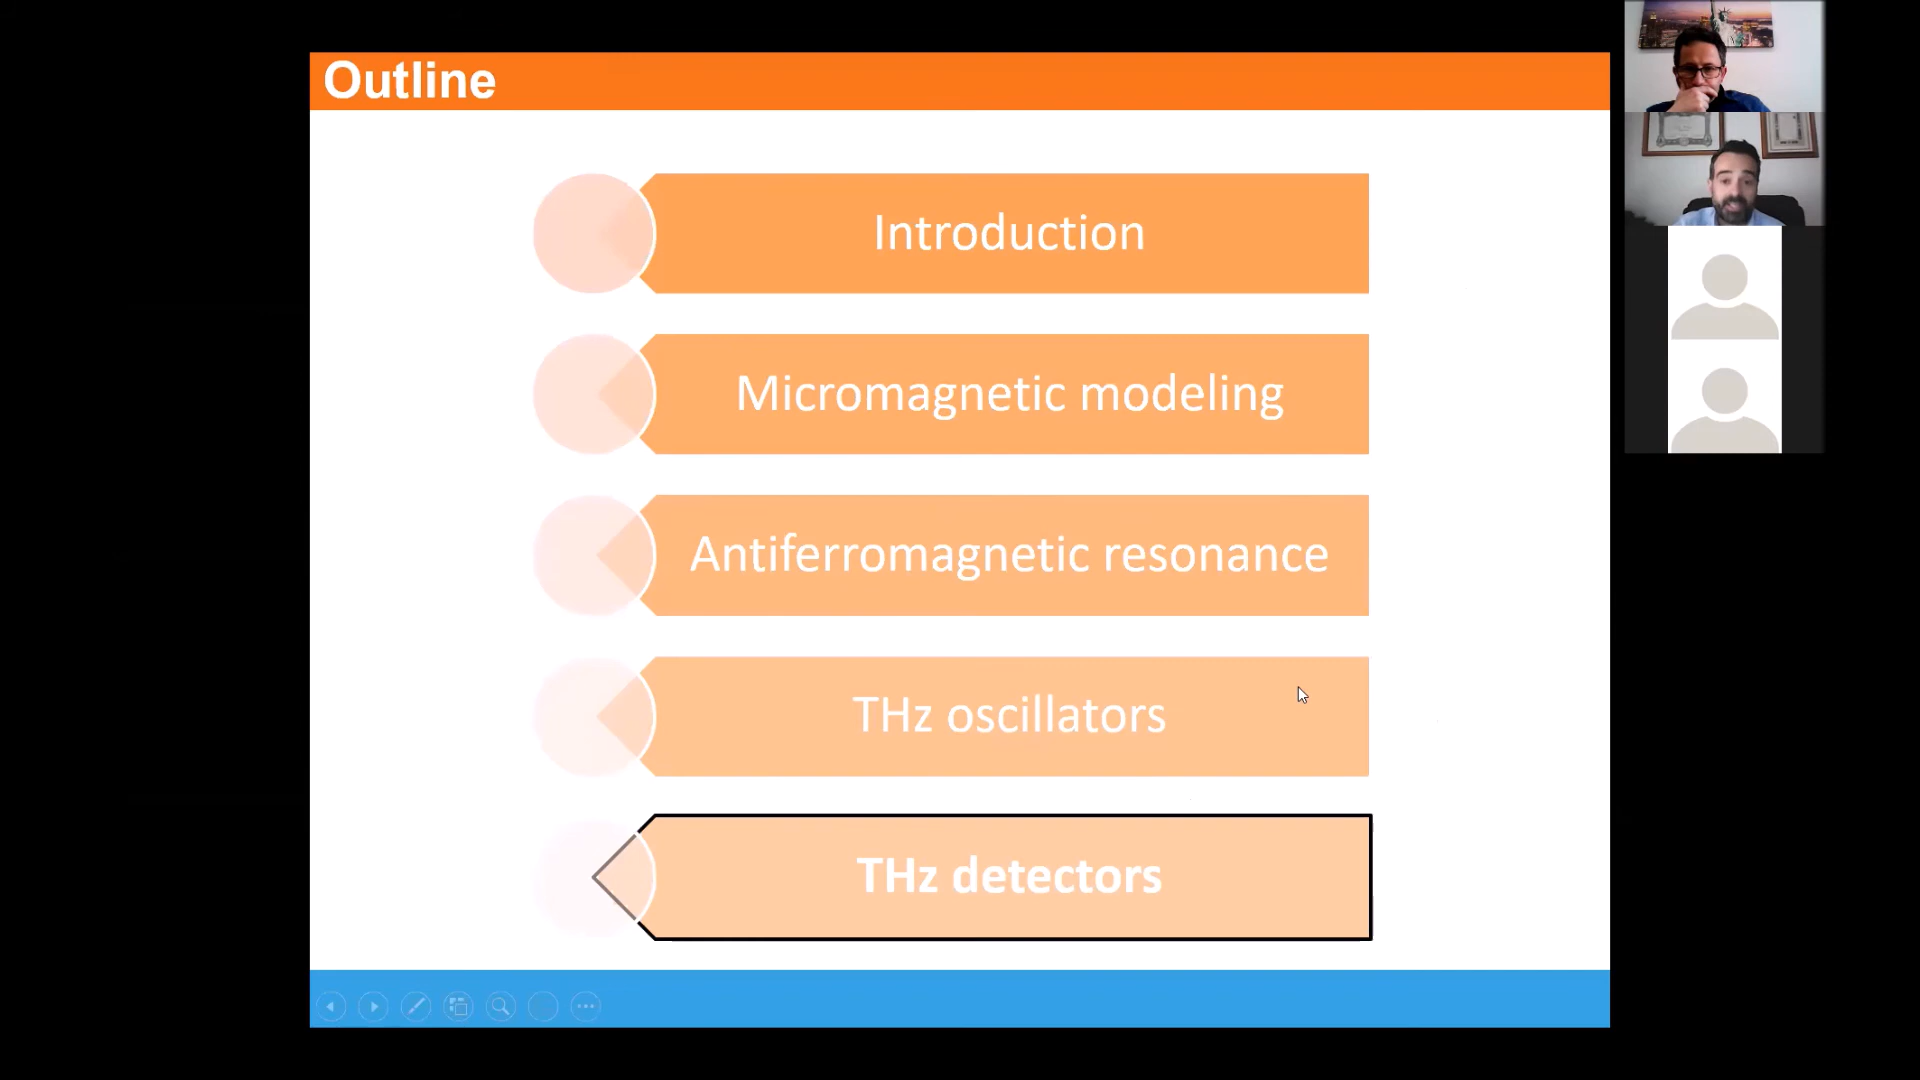 Outline
Introduction
Micromagnetic modeling
Antiferromagnetic resonance
THz oscillators
THz detectors